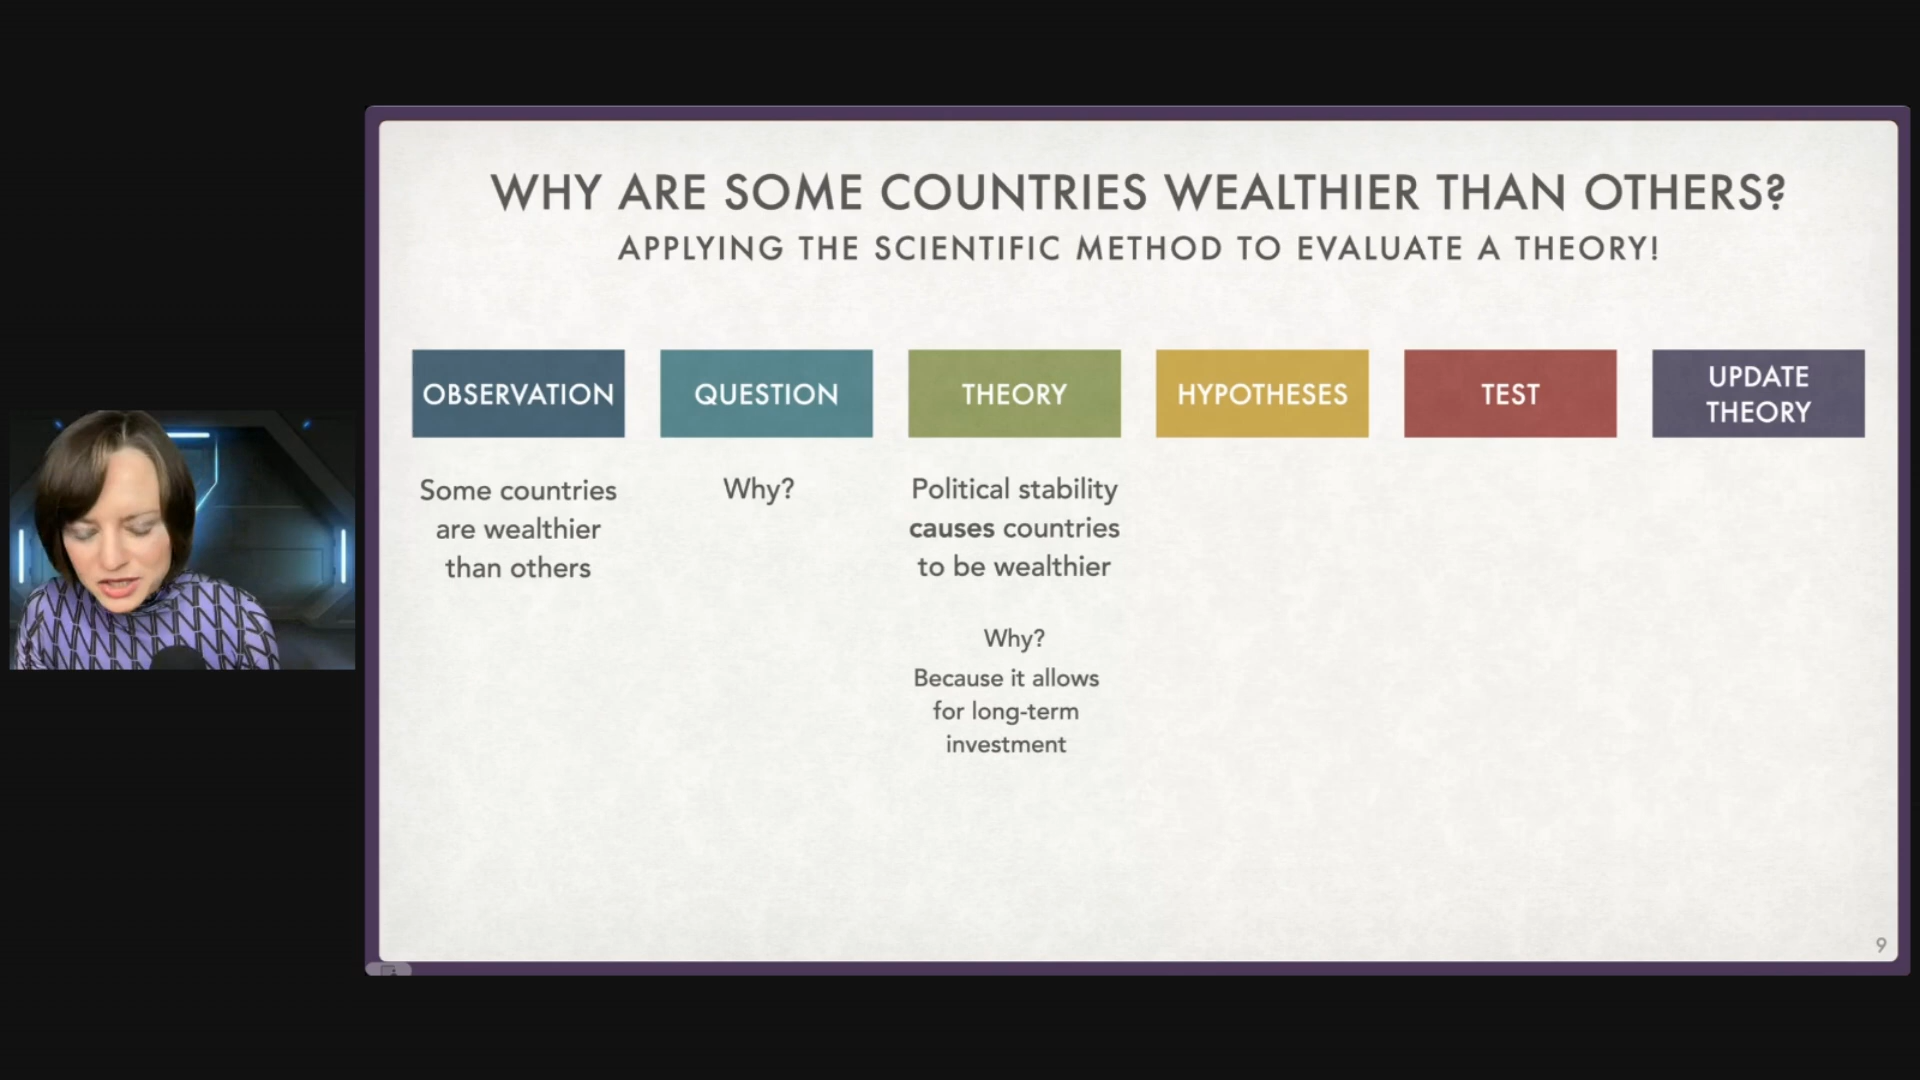 WHY ARE SOME COUNTRIES WEALTHIER THAN OTHERS?
APPLYING THE SCIENTIFIC METHOD TO EVALUATE A THEORY!
OBSERVATION
Some countries
are wealthier
than others
QUESTION
Why?
THEORY
Political stability
causes countries
to be wealthier
Why?
Because it allows
for long-term
investment
HYPOTHESES
TEST
UPDATE
THEORY
9